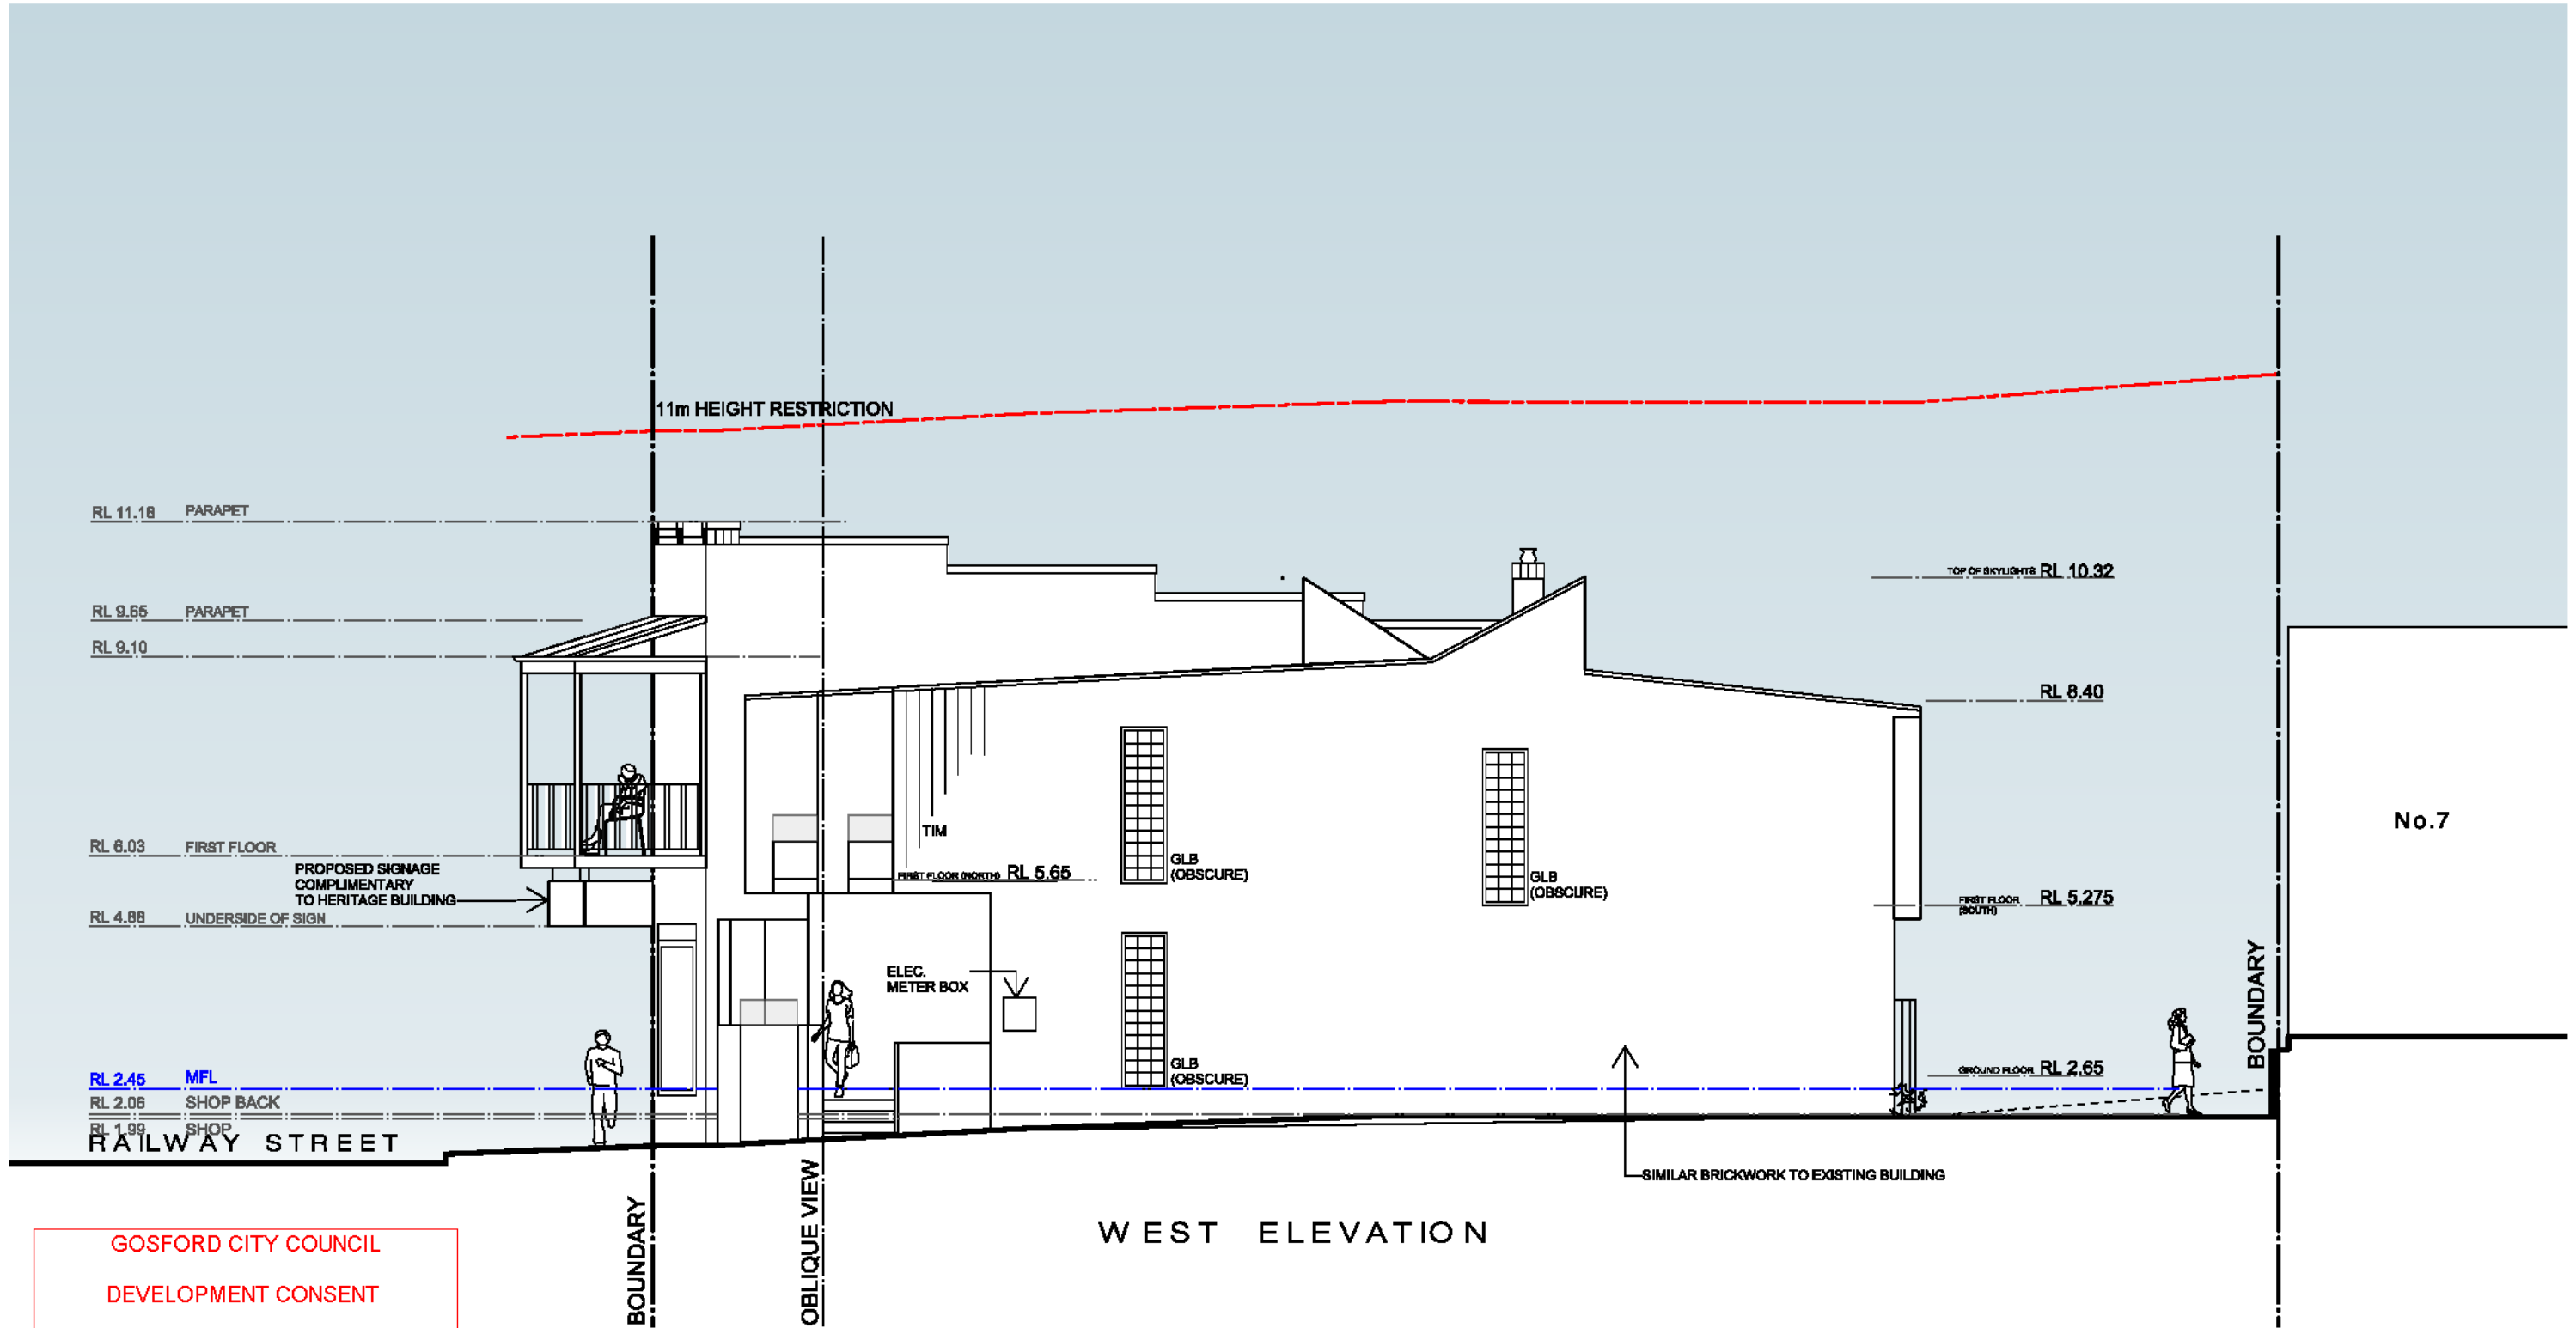 11m HEIGHT RESTRICTION
RL 11.18 PARAPET
TOP OF SKYLIGHTS RL 10.32
RL 9.65 PARAPET
RL 9.10
RL 8.40
No.7
TIM
RL 6.03 FIRST FLOOR
GLB
(OBSCURE)
FIRST FLOOR (NORTH) RL 5.65
GLB
(OBSCURE)
PROPOSED SIGNAGE
COMPLIMENTARY
TO HERITAGE BUILDING
FIRST FLOOR
(SOUTH)
RL 5.275
RL 4.88 UNDERSIDE OF SIGN
ELEC.
METER BOX
BOUNDARY
GLB
(OBSCURE)
GROUND FLOOR RL 2.65
RL 2.45 MFL
RL 2.06 SHOP BACK
RL 1.99 SHOP
RAILWAY STREET
SIMILAR BRICKWORK TO EXISTING BUILDING
BOUNDARY
OBLIQUE VIEW
WEST ELEVATION
GOSFORD CITY COUNCIL
DEVELOPMENT CONSENT